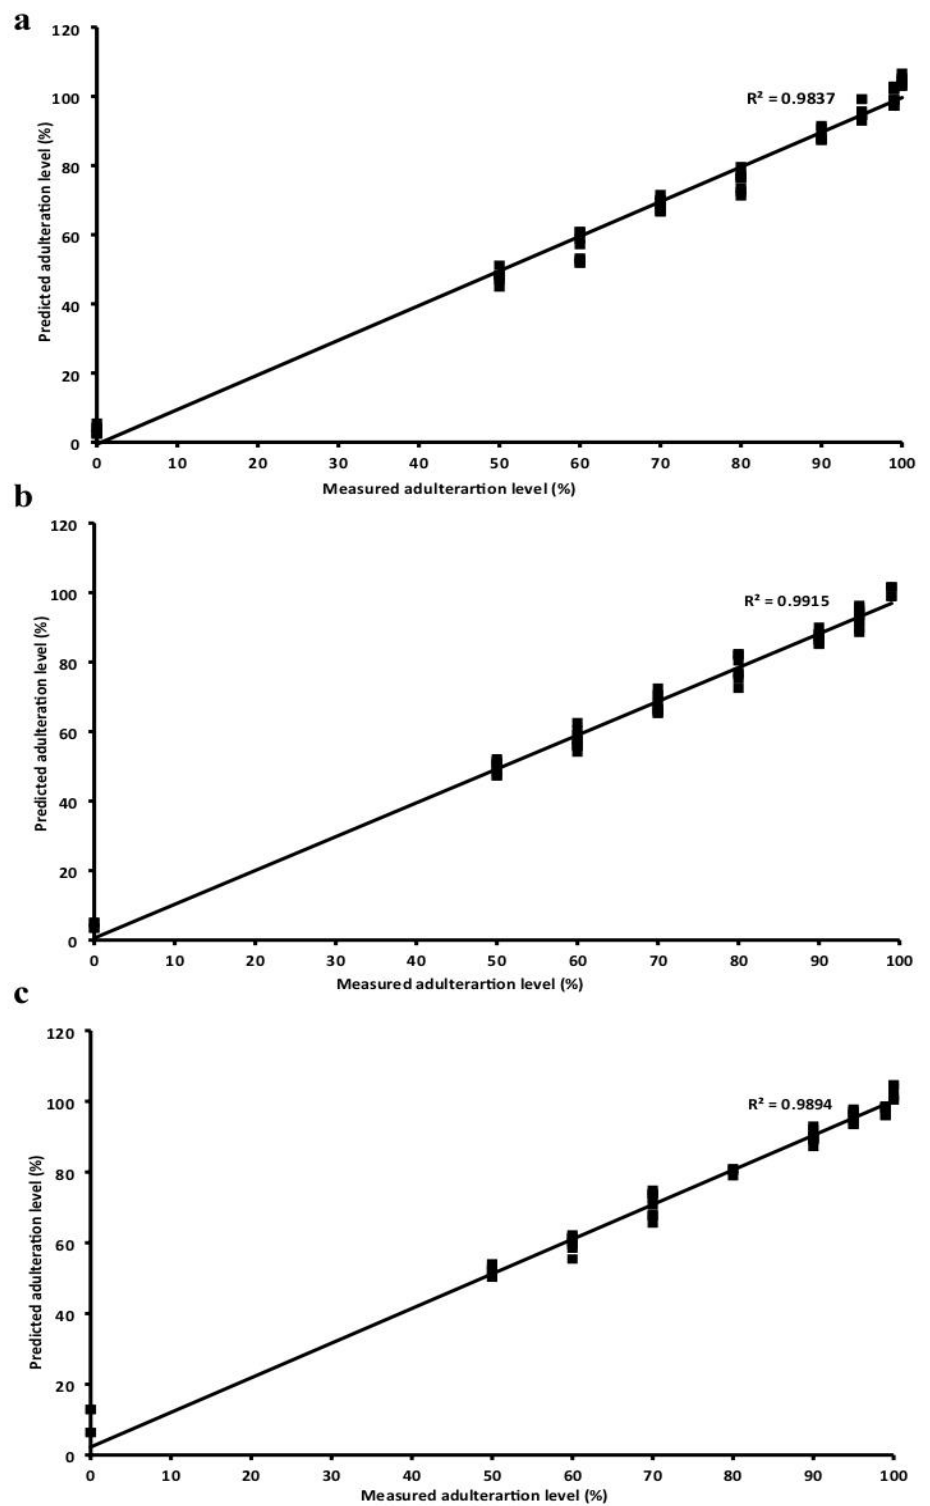 a
120
100
80
60
40
20
0
Predicted adulteration level (%)
R² = 0.9837
0 10 20 30 40 50 60 70 80 90 100
Measured adulterartion level (%)
b
120
100
80
60
40
20
0
Predicted adulteration level (%)
R² = 0.9915
0 10 20 30 40 50 60 70 80 90 100
Measured adulterartion level (%)
c
120
100
80
60
40
20
0
Predicted adulteration level (%)
R² = 0.9894
0 10 20 30 40 50 60 70 80 90 100
Measured adulterartion level (%)